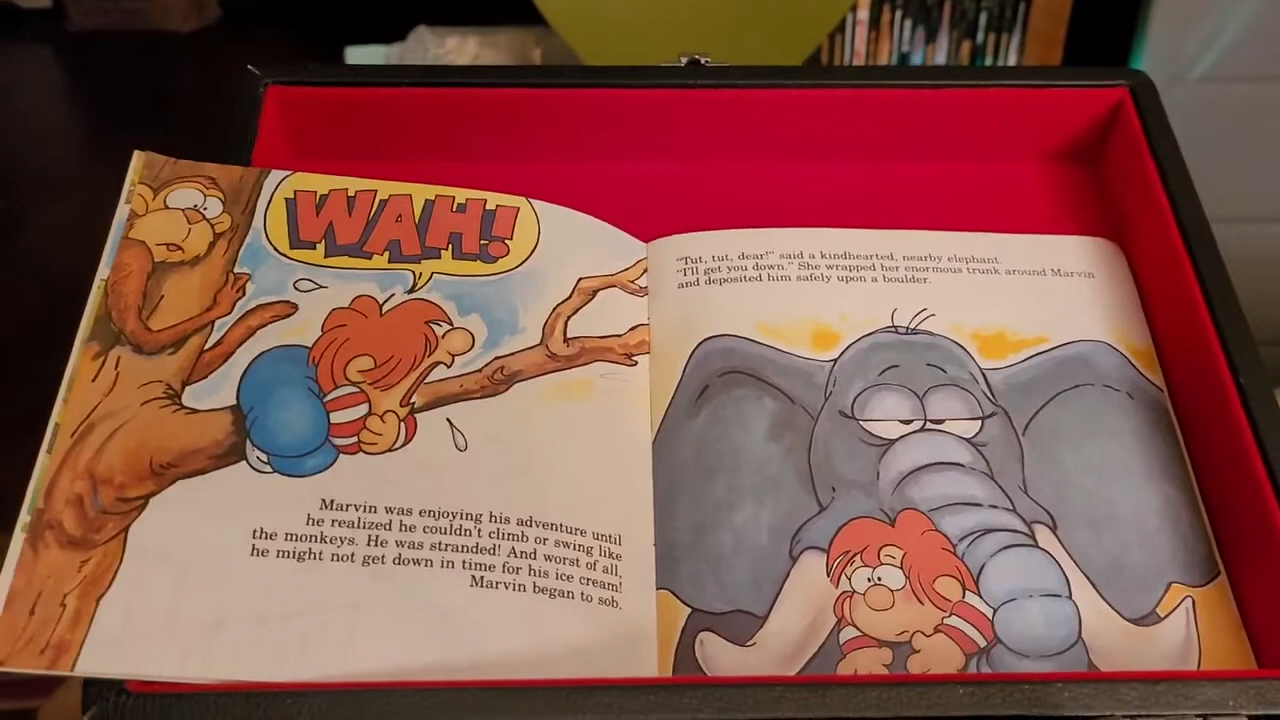 WAH!
Marvin was enjoying his adventure until
he realized he couldn't climb or swing like
the monkeys. He was stranded! And worst of all,
he might not get down in time for his ice cream!
Marvin began to sob.
"Tut, tut, dear!" said a kindhearted, nearby elephant.
"I'll get you down." She wrapped her enormous trunk around Marvin
and deposited him safely upon a boulder.